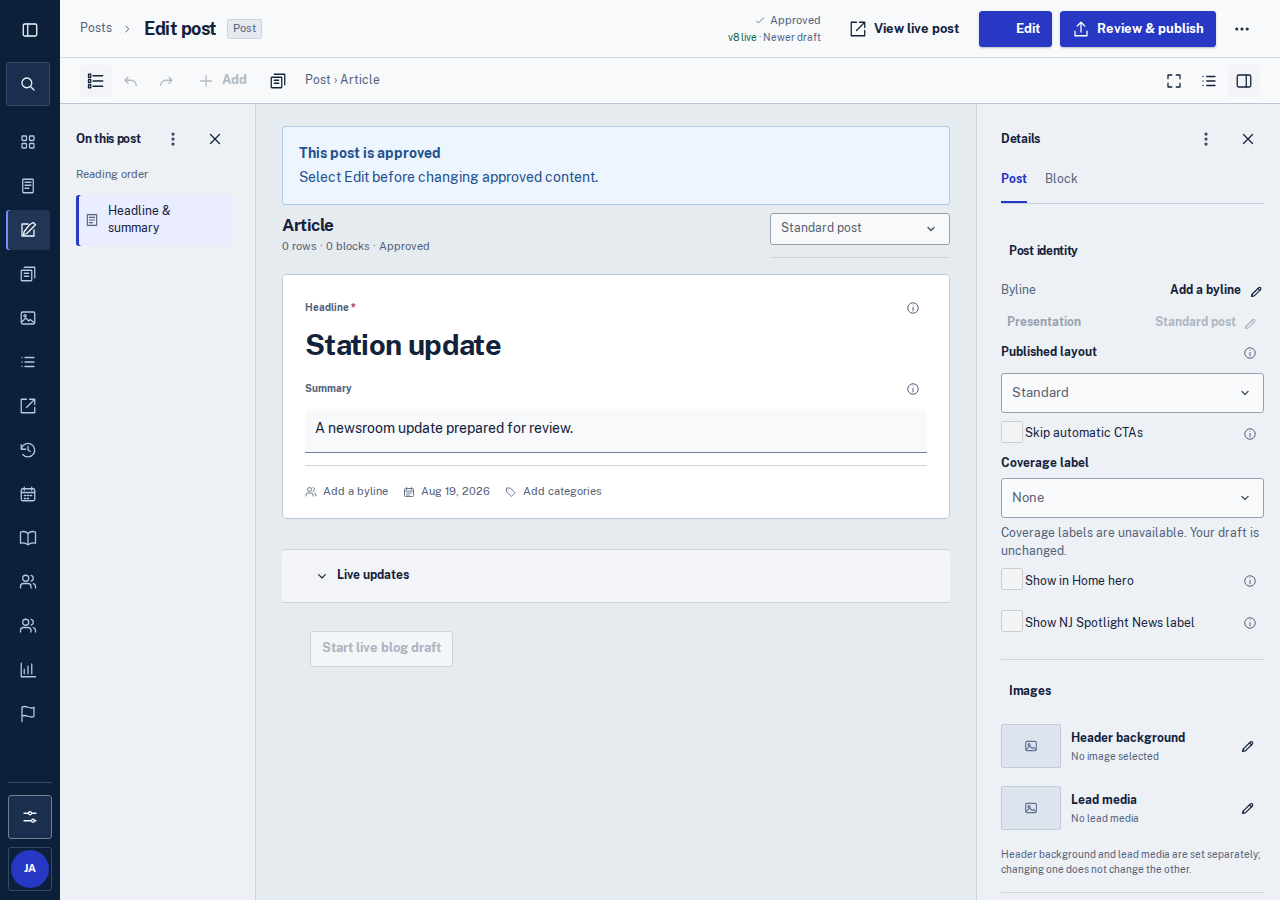 Posts
Edit post
Post
Approved
v8 live · Newer draft
View live post
Edit
Review & publish
Add
Post › Article
On this post
Reading order
Headline &
summary
This post is approved
Select Edit before changing approved content.
Article
0 rows · 0 blocks · Approved
Standard post
Headline *
Station update
Summary
A newsroom update prepared for review.
Add a byline
Aug 19, 2026
Add categories
Live updates
Start live blog draft
Details
Post
Block
Post identity
Byline
Add a byline
Presentation
Standard post
Published layout
Standard
Skip automatic CTAs
Coverage label
None
Coverage labels are unavailable. Your draft is
unchanged.
Show in Home hero
Show NJ Spotlight News label
Images
Header background
No image selected
Lead media
No lead media
Header background and lead media are set separately;
changing one does not change the other.
JA